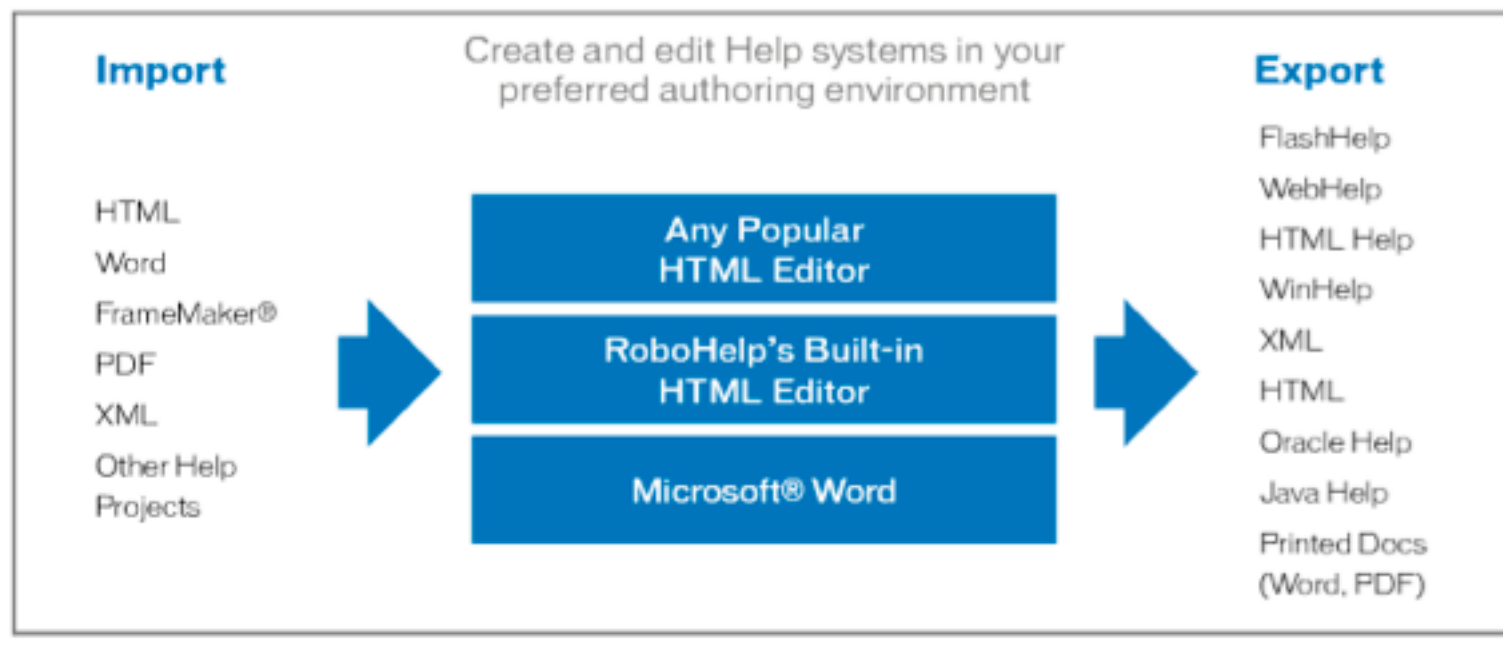 Import
Create and edit Help systems in your
preferred authoring environment
Export
HTML
Word
FrameMaker®
PDF
XML
Other Help
Projects
Any Popular
HTML Editor
RoboHelp's Built-in
HTML Editor
Microsoft® Word
FlashHelp
WebHelp
HTML Help
WinHelp
XML
HTML
Oracle Help
Java Help
Printed Docs
(Word, PDF)